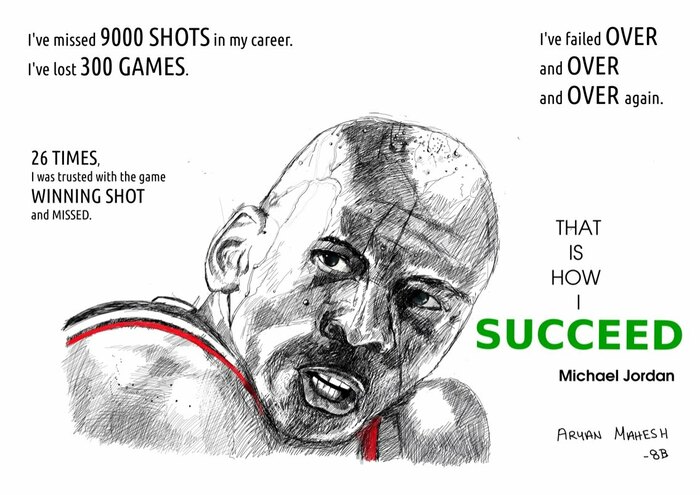 I've missed 9000 SHOTS in my career.
I've lost 300 GAMES.
26 TIMES,
I was trusted with the game
WINNING SHOT
and MISSED.
I've failed OVER
and OVER
and OVER again.
THAT
IS
HOW
I
SUCCEED
Michael Jordan
ARYAN MAHESH
-8B